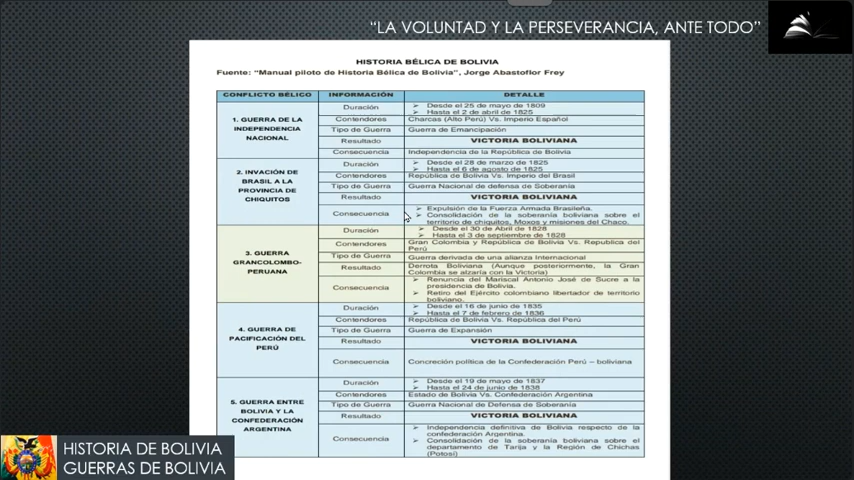 “LA VOLUNTAD Y LA PERSEVERANCIA, ANTE TODO”
HISTORIA BÉLICA DE BOLIVIA
Fuente: “Manual piloto de Historia Bélica de Bolivia”, Jorge Abastoflor Frey
CONFLICTO BÉLICO INFORMACIÓN DETALLE
1. GUERRA DE LA
INDEPENDENCIA
NACIONAL
Duración
➢ Desde el 25 de mayo de 1809
➢ Hasta el 2 de abril de 1825
Contendores Charcas (Alto Perú) Vs. Imperio Español
Tipo de Guerra Guerra de Emancipación
Resultado VICTORIA BOLIVIANA
Consecuencia Independencia de la República de Bolivia
2. INVACIÓN DE
BRASIL A LA
PROVINCIA DE
CHIQUITOS
Duración
➢ Desde el 28 de marzo de 1825
➢ Hasta el 6 de agosto de 1825
Contendores República de Bolivia Vs. Imperio del Brasil
Tipo de Guerra Guerra Nacional de defensa de Soberanía
Resultado VICTORIA BOLIVIANA
Consecuencia
➢ Expulsión de la Fuerza Armada Brasileña.
➢ Consolidación de la soberanía boliviana sobre el
territorio de chiquitos, Moxos y misiones del Chaco.
3. GUERRA
GRANCOLOMBO-
PERUANA
Duración
➢ Desde el 30 de Abril de 1828
➢ Hasta el 3 de septiembre de 1828
Contendores
Gran Colombia y República de Bolivia Vs. Republica del
Perú
Tipo de Guerra Guerra derivada de una alianza Internacional
Resultado
Derrota Boliviana (Aunque posteriormente, la Gran
Colombia se alzaría con la Victoria)
Consecuencia
➢ Renuncia del Mariscal Antonio José de Sucre a la
presidencia de Bolivia.
➢ Retiro del Ejército colombiano libertador de territorio
boliviano.
4. GUERRA DE
PACIFICACIÓN DEL
PERÚ
Duración
➢ Desde el 16 de junio de 1835
➢ Hasta el 7 de febrero de 1836
Contendores República de Bolivia Vs. República del Perú
Tipo de Guerra Guerra de Expansión
Resultado VICTORIA BOLIVIANA
Consecuencia Concreción política de la Confederación Perú – boliviana
5. GUERRA ENTRE
BOLIVIA Y LA
CONFEDERACIÓN
ARGENTINA
Duración
➢ Desde el 19 de mayo de 1837
➢ Hasta el 24 de junio de 1838
Contendores Estado de Bolivia Vs. Confederación Argentina
Tipo de Guerra Guerra Nacional de Defensa de Soberanía
Resultado VICTORIA BOLIVIANA
Consecuencia
➢ Independencia definitiva de Bolivia respecto de la
confederación Argentina.
➢ Consolidación de la soberanía boliviana sobre el
departamento de Tarija y la Región de Chichas
(Potosí)
HISTORIA DE BOLIVIA
GUERRAS DE BOLIVIA